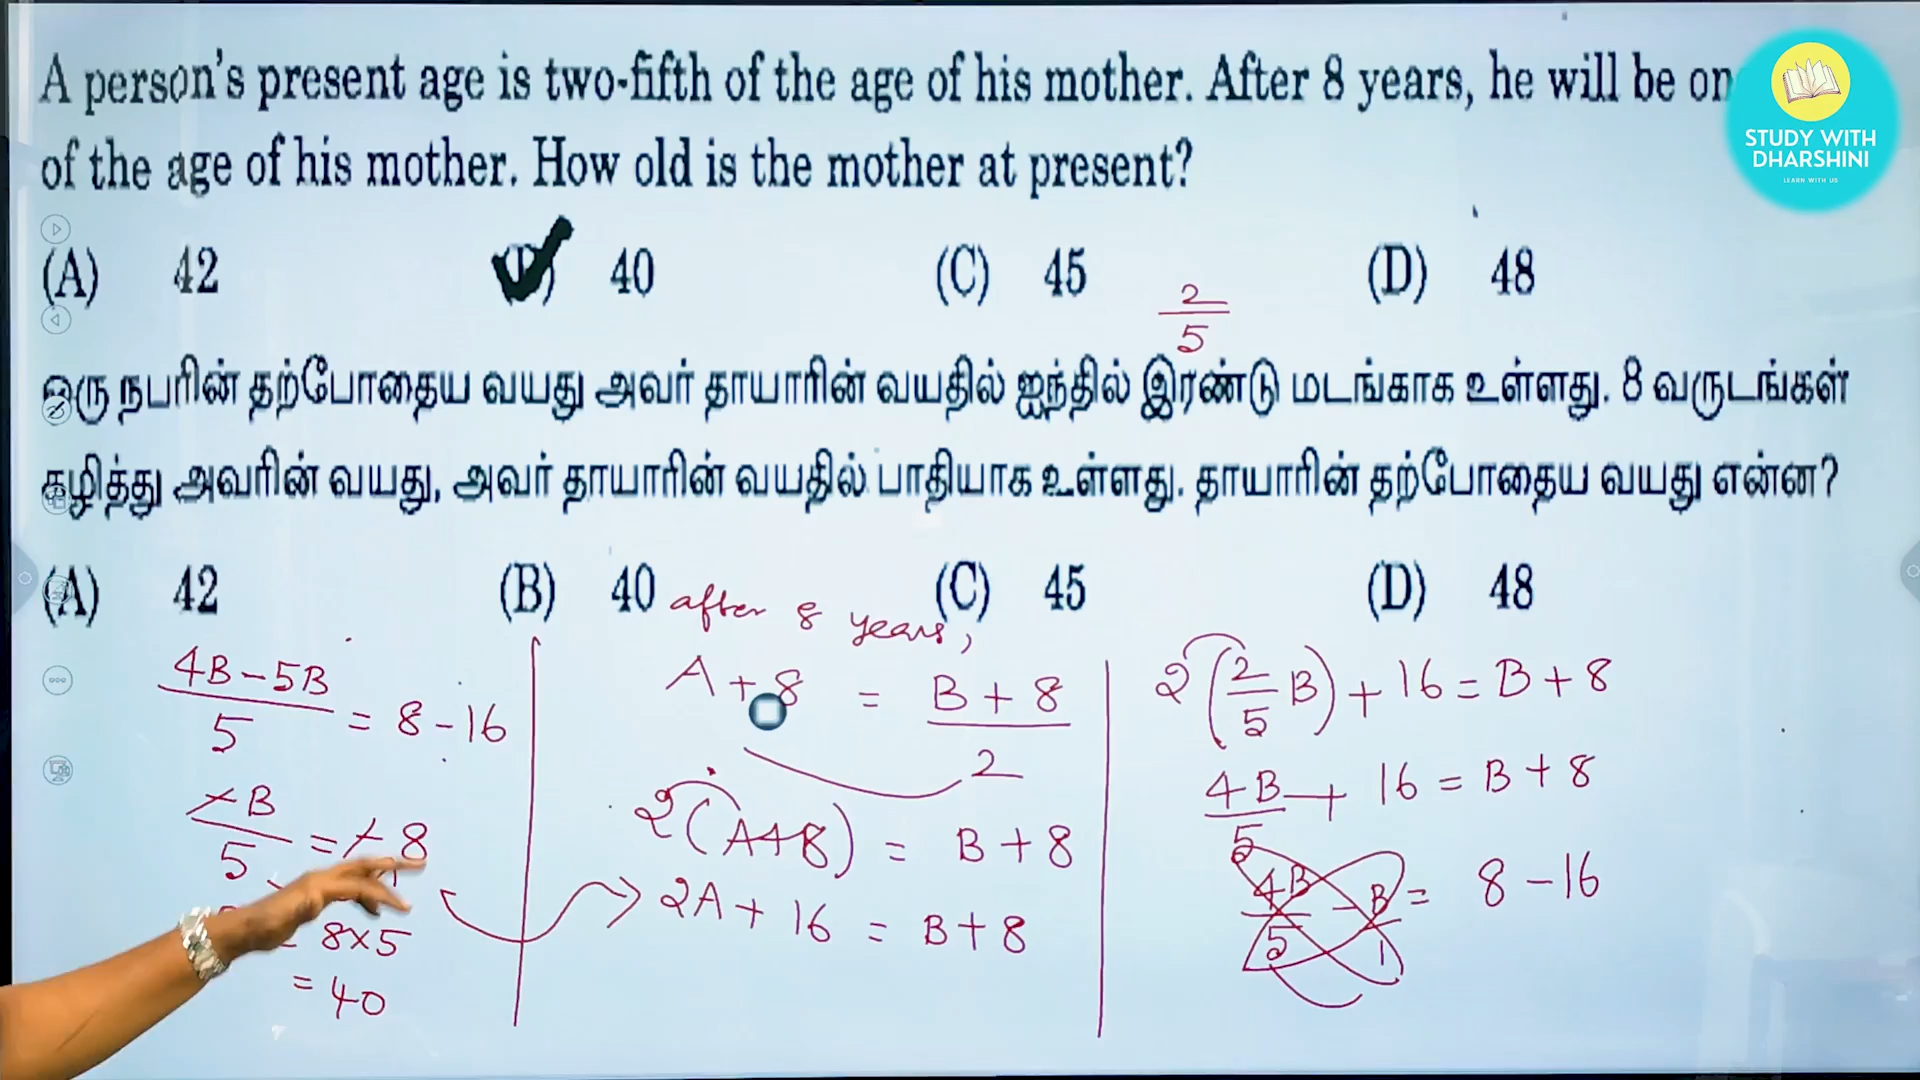 A person's present age is two-fifth of the age of his mother. After 8 years, he will be on
of the age of his mother. How old is the mother at present?
(A) 42 (B) 40 (C) 45 (D) 48
2
5
ஒரு நபரின் தற்போதைய வயது அவர் தாயாரின் வயதில் ஐந்தில் இரண்டு மடங்காக உள்ளது. 8 வருடங்கள்
கழித்து அவரின் வயது, அவர் தாயாரின் வயதில் பாதியாக உள்ளது. தாயாரின் தற்போதைய வயது என்ன?
(A) 42 (B) 40 (C) 45 (D) 48
4B-5B
5 = 8-16
-B
5 = -8
= 8×5
= 40
after 8 years,
A+8 = B+8
2
2(A+8) = B+8
2A+16 = B+8
2(2/5 B)+16=B+8
4B/5 + 16 = B+8
4B/5 - B/1 = 8-16
STUDY WITH
DHARSHINI
LEARN WITH US